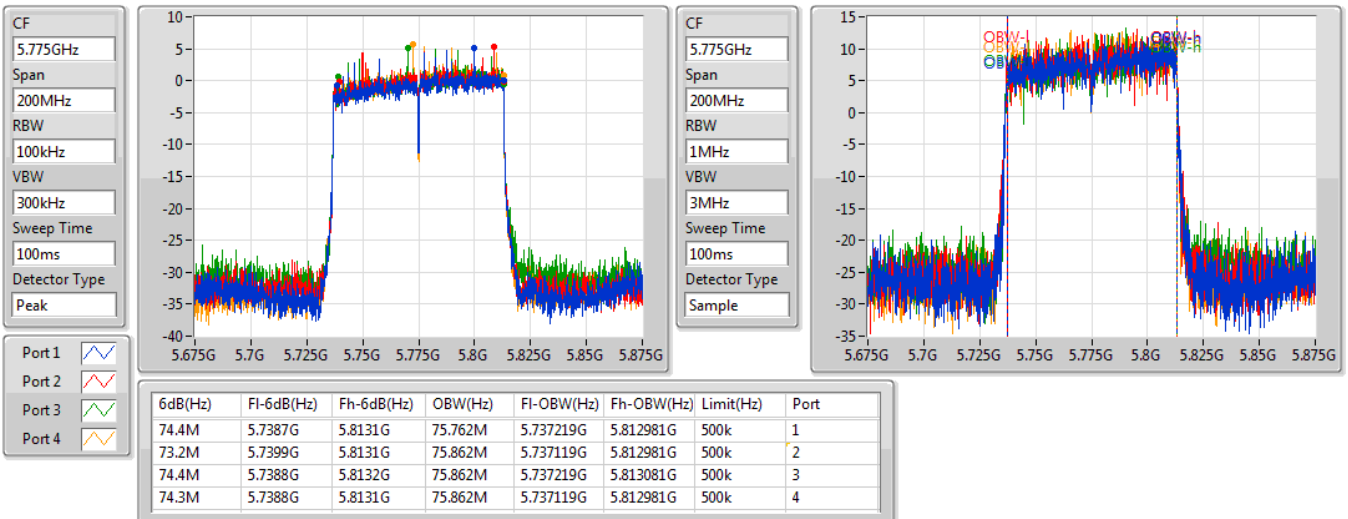 CF
5.775GHz
Span
200MHz
RBW
100kHz
VBW
300kHz
Sweep Time
100ms
Detector Type
Peak
10
5
0
-5
-10
-15
-20
-25
-30
-35
-40
5.675G 5.7G 5.725G 5.75G 5.775G 5.8G 5.825G 5.85G 5.875G
CF
5.775GHz
Span
200MHz
RBW
1MHz
VBW
3MHz
Sweep Time
100ms
Detector Type
Sample
15
10
5
0
-5
-10
-15
-20
-25
-30
-35
OBW-l
OBW-h
5.675G 5.7G 5.725G 5.75G 5.775G 5.8G 5.825G 5.85G 5.875G
Port 1
Port 2
Port 3
Port 4
6dB(Hz) Fl-6dB(Hz) Fh-6dB(Hz) OBW(Hz) Fl-OBW(Hz) Fh-OBW(Hz) Limit(Hz) Port
74.4M 5.7387G 5.8131G 75.762M 5.737219G 5.812981G 500k 1
73.2M 5.7399G 5.8131G 75.862M 5.737119G 5.812981G 500k 2
74.4M 5.7388G 5.8132G 75.862M 5.737219G 5.813081G 500k 3
74.3M 5.7388G 5.8131G 75.862M 5.737119G 5.812981G 500k 4